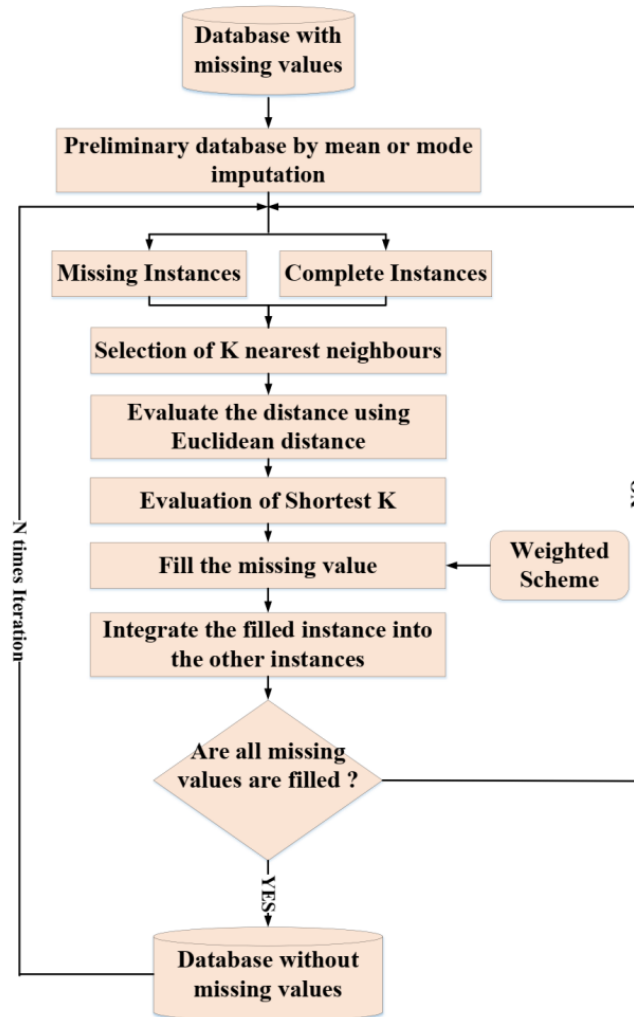 Database with
missing values
Preliminary database by mean or mode
imputation
Missing Instances
Complete Instances
Selection of K nearest neighbours
Evaluate the distance using
Euclidean distance
Evaluation of Shortest K
Fill the missing value
Weighted
Scheme
Integrate the filled instance into
the other instances
N times Iteration
Are all missing
values are filled ?
YES
Database without
missing values